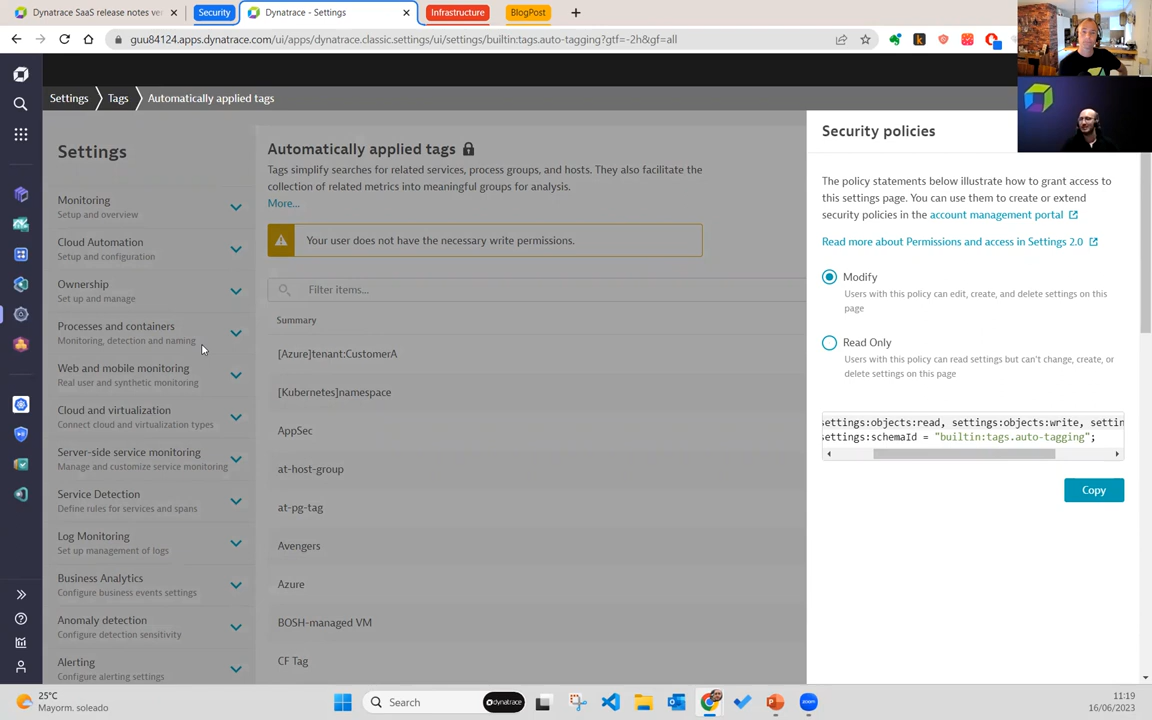 Dynatrace SaaS release notes ver
Security
Dynatrace - Settings
Infrastructure
BlogPost
guu84124.apps.dynatrace.com/ui/apps/dynatrace.classic.settings/ui/settings/builtin:tags.auto-tagging?gtf=-2h&gf=all
Settings
Tags
Automatically applied tags
Settings
Monitoring
Setup and overview
Cloud Automation
Setup and configuration
Ownership
Set up and manage
Processes and containers
Monitoring, detection and naming
Web and mobile monitoring
Real user and synthetic monitoring
Cloud and virtualization
Connect cloud and virtualization types
Server-side service monitoring
Manage and customize service monitoring
Service Detection
Define rules for services and spans
Log Monitoring
Set up management of logs
Business Analytics
Configure business events settings
Anomaly detection
Configure detection sensitivity
Alerting
Configure alerting settings
Automatically applied tags
Tags simplify searches for related services, process groups, and hosts. They also facilitate the
collection of related metrics into meaningful groups for analysis.
More...
Your user does not have the necessary write permissions.
Filter items...
Summary
[Azure]tenant:CustomerA
[Kubernetes]namespace
AppSec
at-host-group
at-pg-tag
Avengers
Azure
BOSH-managed VM
CF Tag
Security policies
The policy statements below illustrate how to grant access to
this settings page. You can use them to create or extend
security policies in the account management portal
Read more about Permissions and access in Settings 2.0
Modify
Users with this policy can edit, create, and delete settings on this
page
Read Only
Users with this policy can read settings but can't change, create, or
delete settings on this page
settings:objects:read, settings:objects:write, settin
settings:schemaId = "builtin:tags.auto-tagging";
Copy
25°C
Mayorm. soleado
Search
dynatrace
zoom
11:19
16/06/2023